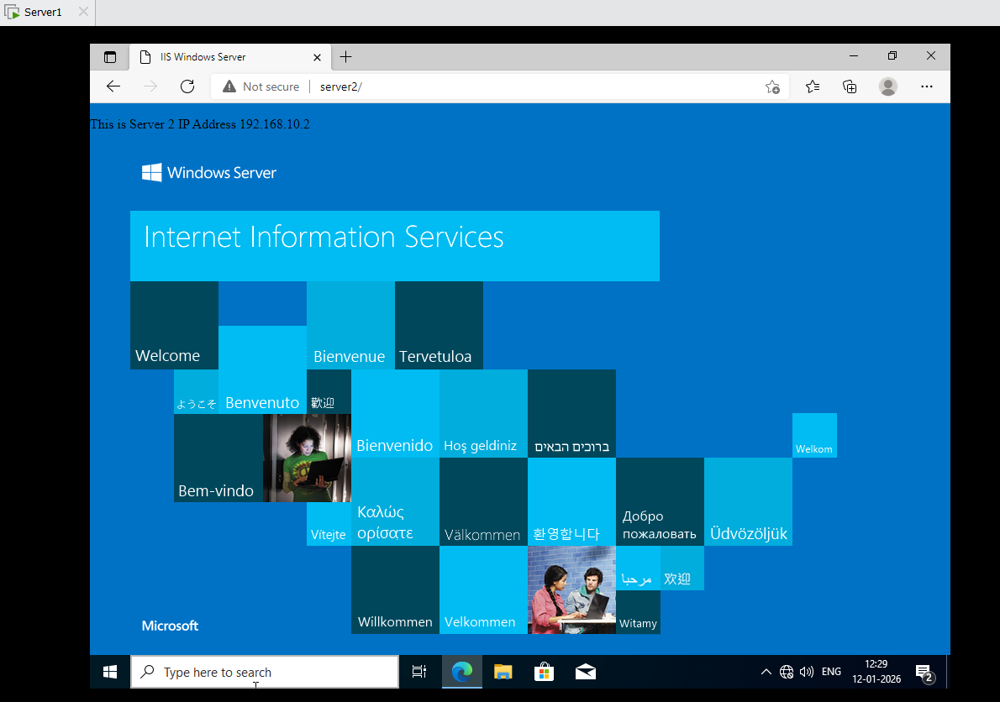 Server1
IIS Windows Server
Not secure server2/
This is Server 2 IP Address 192.168.10.2
Windows Server
Internet Information Services
Welcome
Bienvenue
Tervetuloa
ようこそ
Benvenuto
歡迎
Bienvenido
Hoş geldiniz
ברוכים הבאים
Welkom
Bem-vindo
Vítejte
Καλώς
ορίσατε
Välkommen
환영합니다
Добро
пожаловать
Üdvözöljük
مرحبا
欢迎
Willkommen
Velkommen
Witamy
Microsoft
Type here to search
ENG
12:29
12-01-2026
2